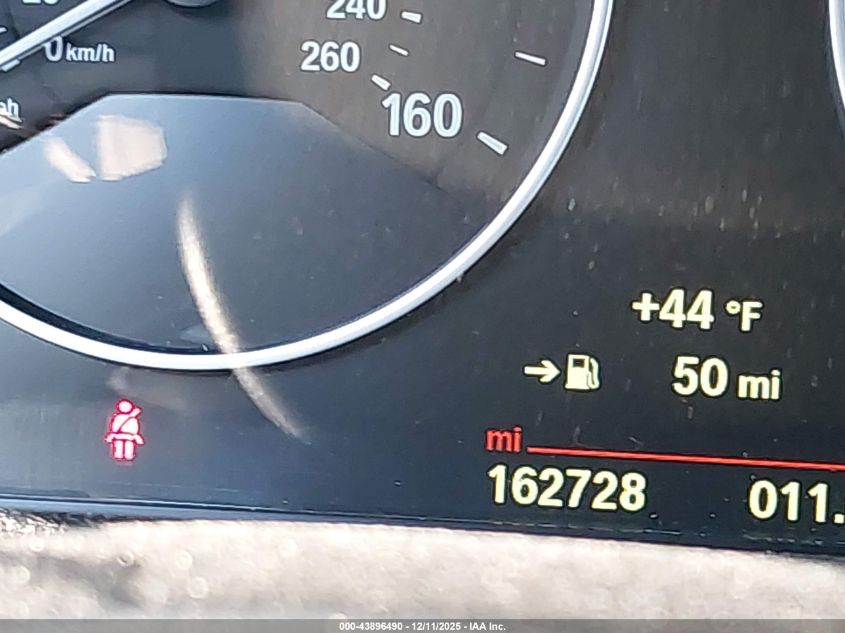 240
0 km/h
260
160
+44 °F
50 mi
mi
162728 011.
000-43896490 - 12/11/2025 - IAA Inc.